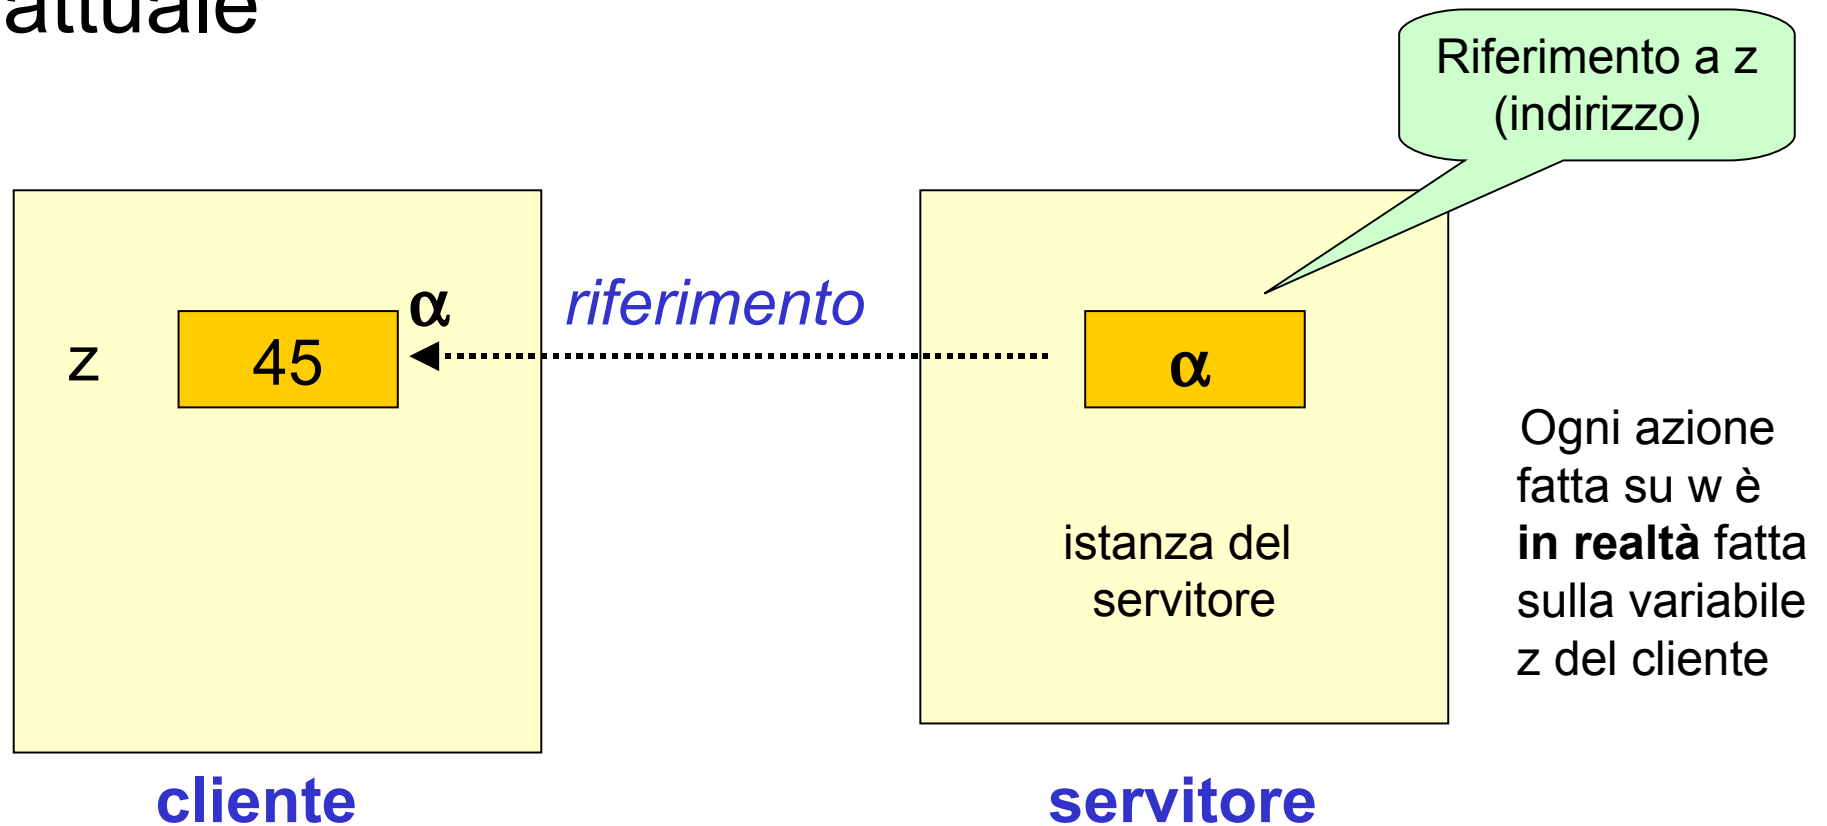 attuale
Riferimento a z
(indirizzo)
α
riferimento
z
45
α
Ogni azione
fatta su w è
in realtà fatta
sulla variabile
z del cliente
istanza del
servitore
cliente
servitore